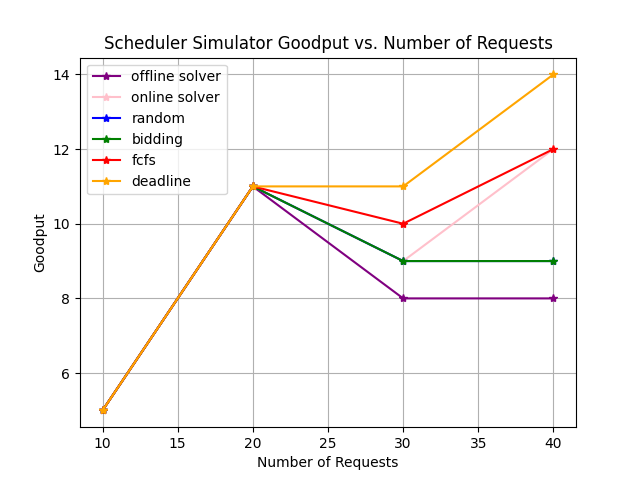 Scheduler Simulator Goodput vs. Number of Requests
offline solver
online solver
random
bidding
fcfs
deadline
Goodput
14
12
10
8
6
10
15
20
25
30
35
40
Number of Requests